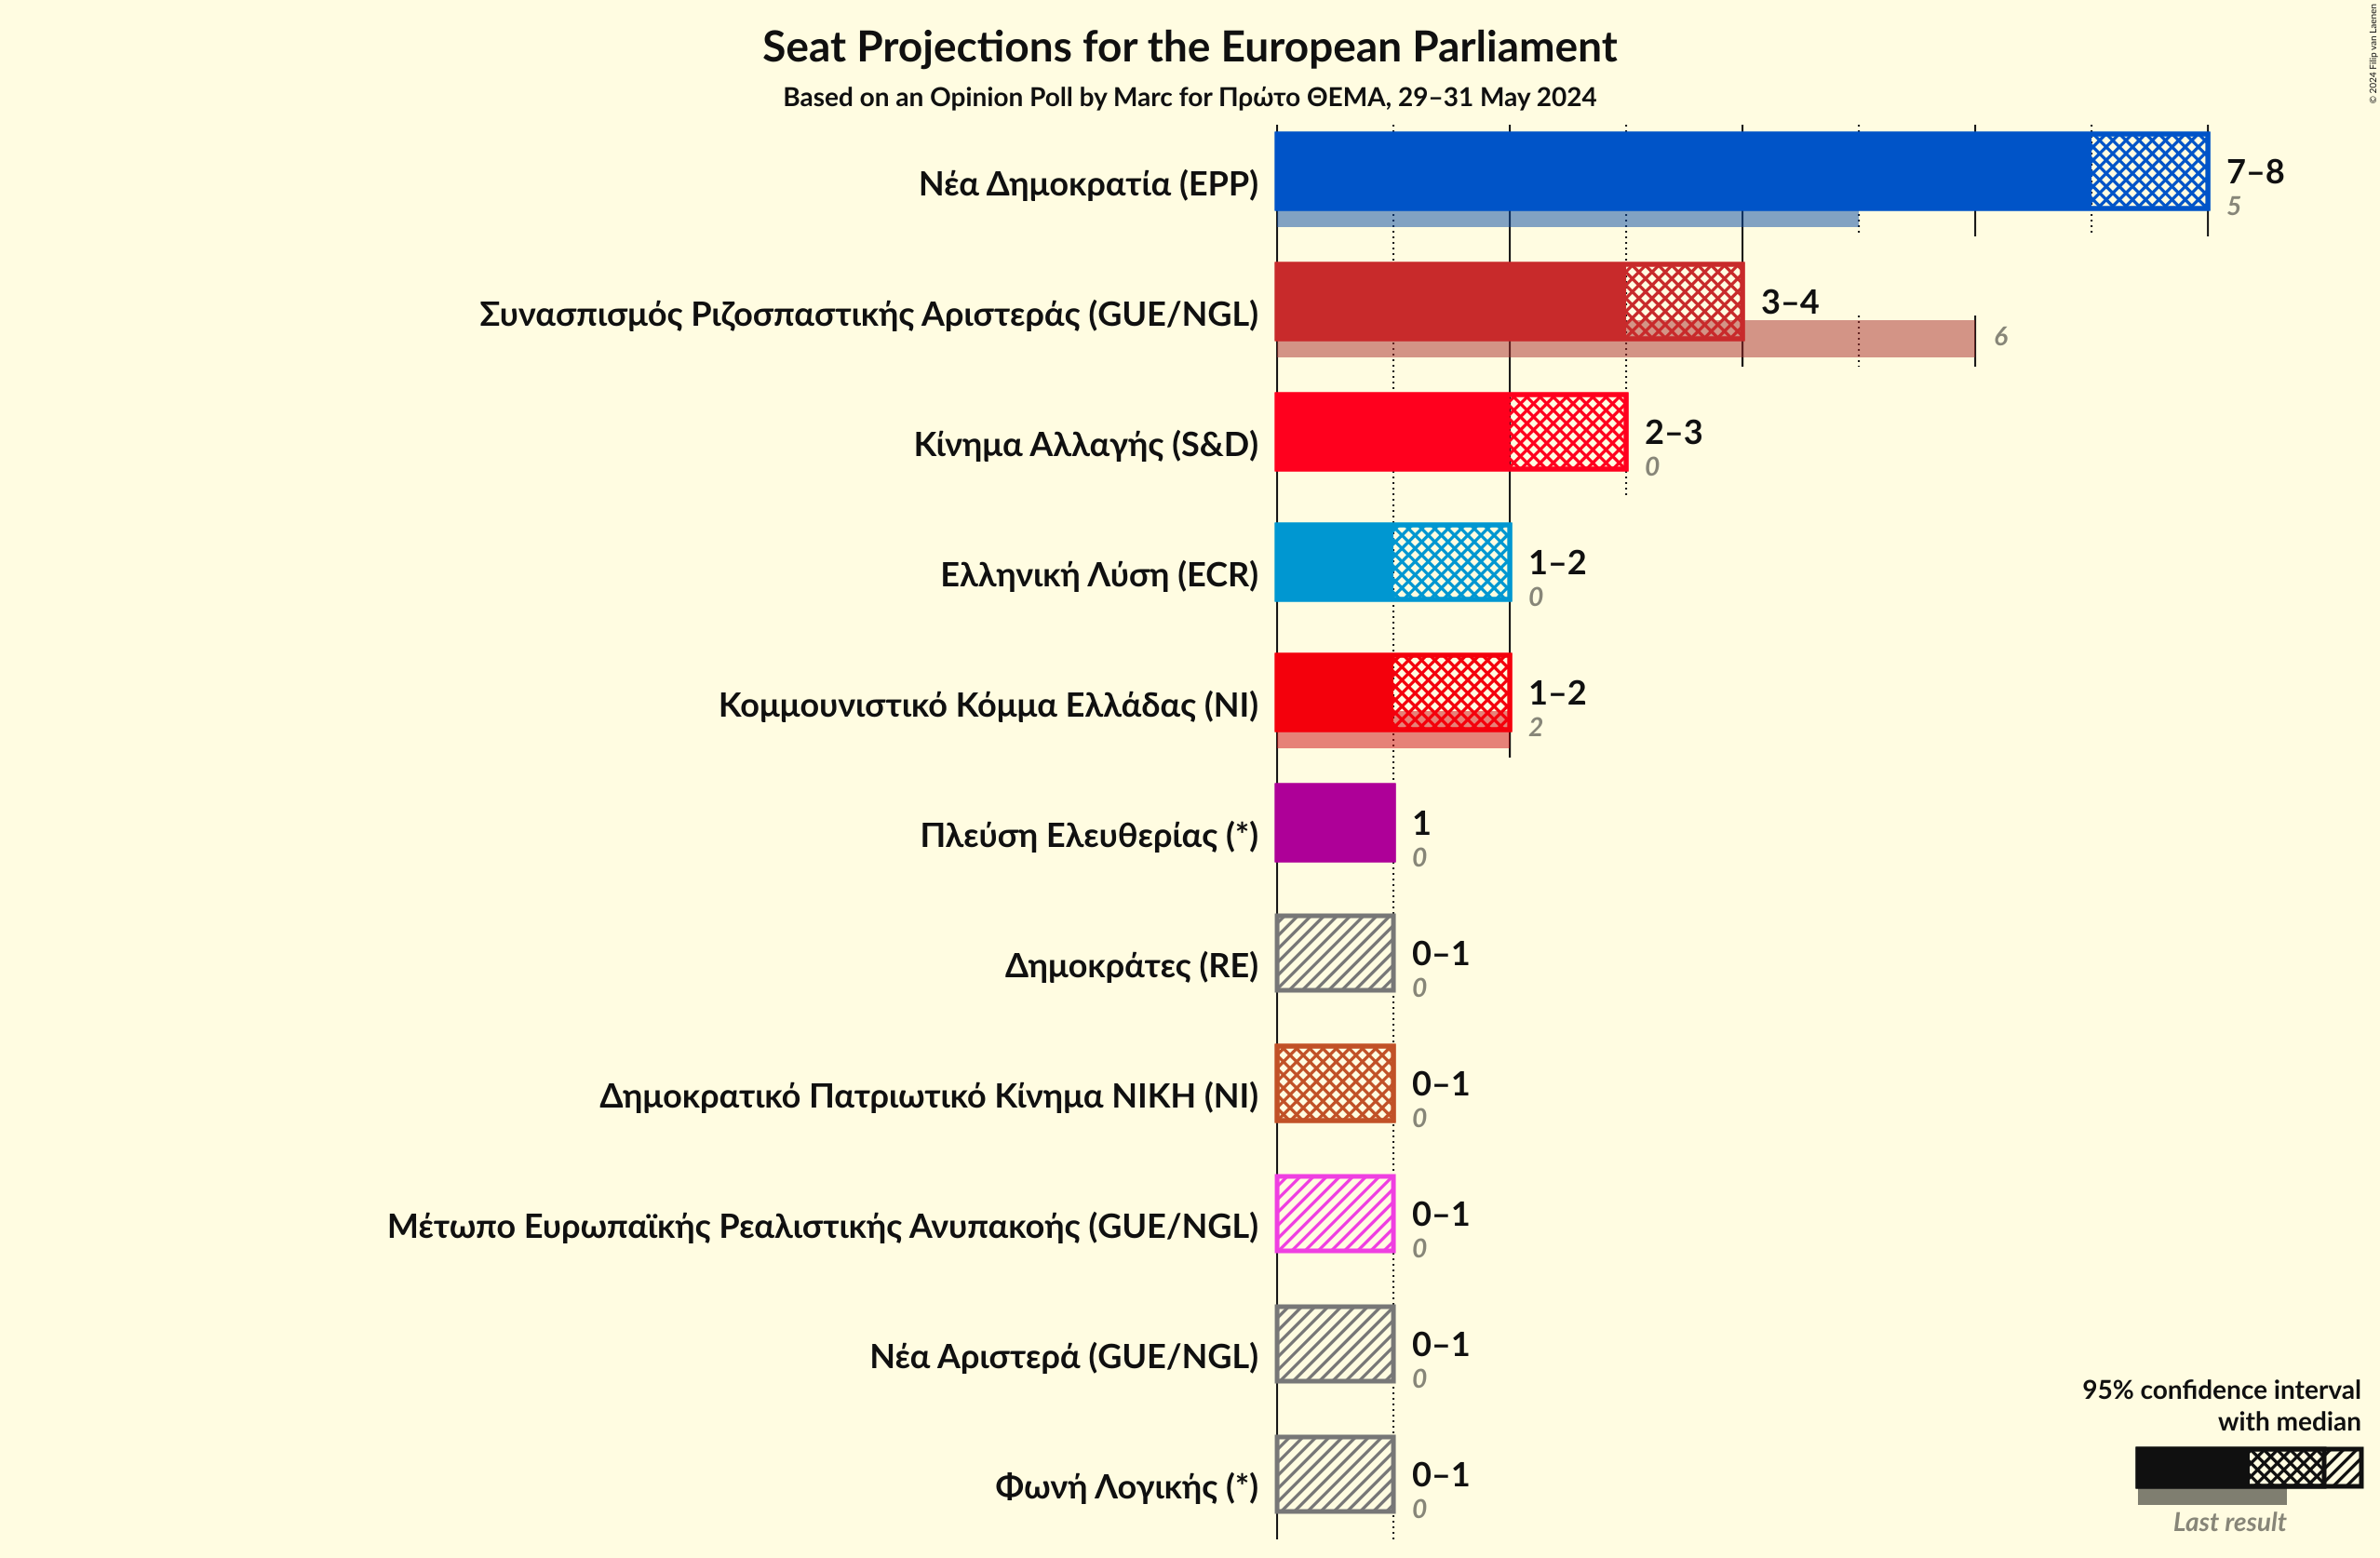 Seat Projections for the European Parliament
Based on an Opinion Poll by Marc for Πρώτο ΘΕΜΑ, 29–31 May 2024
© 2024 Filip van Laenen
Νέα Δημοκρατία (EPP)
7–8
5
Συνασπισμός Ριζοσπαστικής Αριστεράς (GUE/NGL)
3–4
6
Κίνημα Αλλαγής (S&D)
2–3
0
Ελληνική Λύση (ECR)
1–2
0
Κομμουνιστικό Κόμμα Ελλάδας (NI)
1–2
2
Πλεύση Ελευθερίας (*)
1
0
Δημοκράτες (RE)
0–1
0
Δημοκρατικό Πατριωτικό Κίνημα ΝΙΚΗ (NI)
0–1
0
Μέτωπο Ευρωπαϊκής Ρεαλιστικής Ανυπακοής (GUE/NGL)
0–1
0
Νέα Αριστερά (GUE/NGL)
0–1
0
Φωνή Λογικής (*)
0–1
0
95% confidence interval
with median
Last result